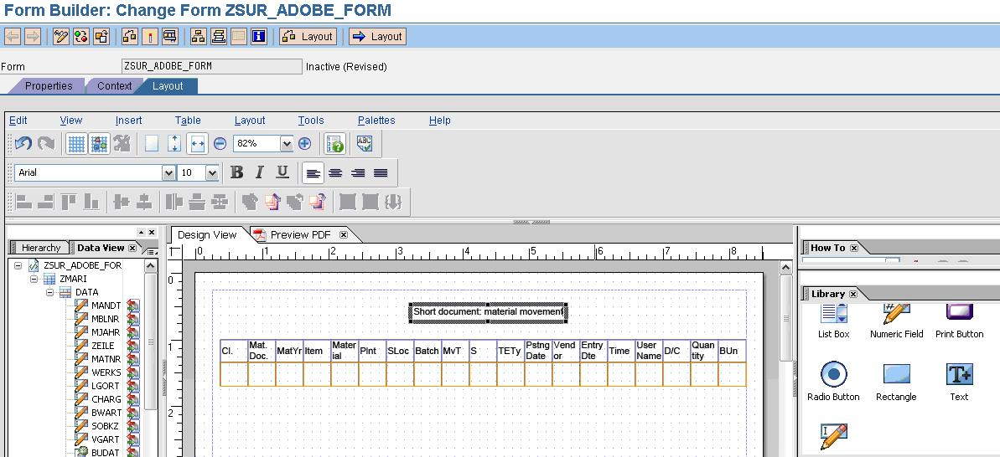 Form Builder: Change Form ZSUR_ADOBE_FORM
Layout Layout
Form ZSUR_ADOBE_FORM Inactive (Revised)
Properties Context Layout
Edit View Insert Table Layout Tools Palettes Help
82%
ABC
Arial 10 B I U
Hierarchy Data View
Design View Preview PDF
How To
0 1 2 3 4 5 6 7 8
ZSUR_ADOBE_FOR
ZMARI
DATA
MANDT
MBLNR
MJAHR
ZEILE
MATNR
WERKS
LGORT
CHARG
BWART
SOBKZ
VGART
BUDAT
0
1
2
Short document: material movement
Cl. Mat. Doc. MatYr Item Mater ial Plnt SLoc Batch MvT S TETy Pstng Date Vend or Entry Dte Time User Name D/C Quan tity BUn
Library
List Box Numeric Field Print Button
Radio Button Rectangle Text